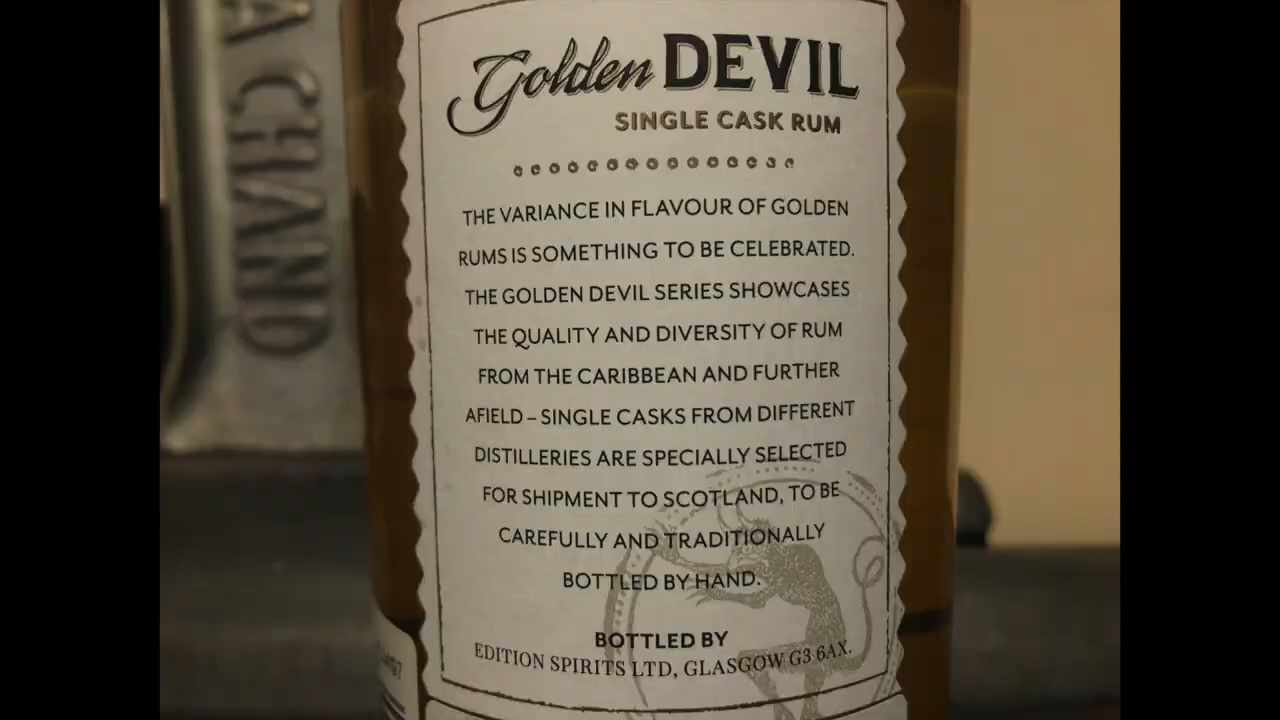 Golden DEVIL
SINGLE CASK RUM
THE VARIANCE IN FLAVOUR OF GOLDEN
RUMS IS SOMETHING TO BE CELEBRATED.
THE GOLDEN DEVIL SERIES SHOWCASES
THE QUALITY AND DIVERSITY OF RUM
FROM THE CARIBBEAN AND FURTHER
AFIELD – SINGLE CASKS FROM DIFFERENT
DISTILLERIES ARE SPECIALLY SELECTED
FOR SHIPMENT TO SCOTLAND, TO BE
CAREFULLY AND TRADITIONALLY
BOTTLED BY HAND.
BOTTLED BY
EDITION SPIRITS LTD, GLASGOW G3 6AX.
A CHAND